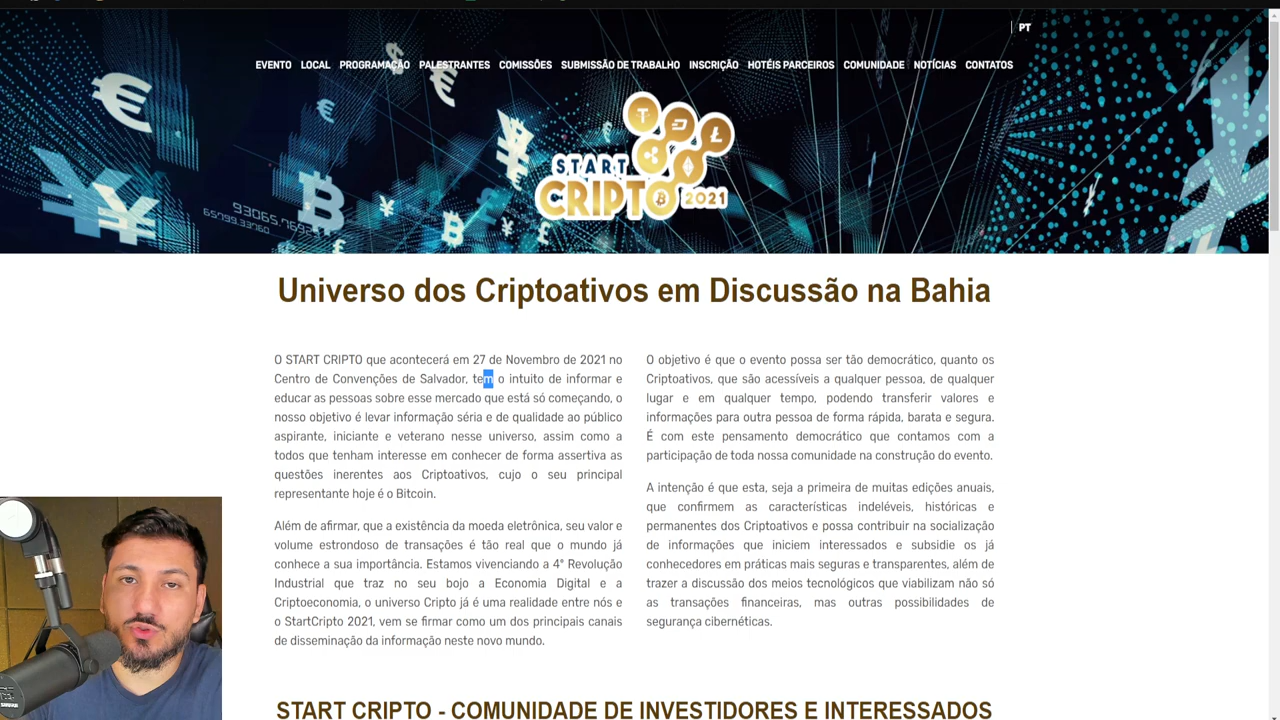 PT
EVENTO LOCAL PROGRAMAÇÃO PALESTRANTES COMISSÕES SUBMISSÃO DE TRABALHO INSCRIÇÃO HOTÉIS PARCEIROS COMUNIDADE NOTÍCIAS CONTATOS
START
CRIPTO 2021
93065.7693
65799.33760
Universo dos Criptoativos em Discussão na Bahia
O START CRIPTO que acontecerá em 27 de Novembro de 2021 no
Centro de Convenções de Salvador, tem o intuito de informar e
educar as pessoas sobre esse mercado que está só começando, o
nosso objetivo é levar informação séria e de qualidade ao público
aspirante, iniciante e veterano nesse universo, assim como a
todos que tenham interesse em conhecer de forma assertiva as
questões inerentes aos Criptoativos, cujo o seu principal
representante hoje é o Bitcoin.
Além de afirmar, que a existência da moeda eletrônica, seu valor e
volume estrondoso de transações é tão real que o mundo já
conhece a sua importância. Estamos vivenciando a 4ª Revolução
Industrial que traz no seu bojo a Economia Digital e a
Criptoeconomia, o universo Cripto já é uma realidade entre nós e
o StartCripto 2021, vem se firmar como um dos principais canais
de disseminação da informação neste novo mundo.
O objetivo é que o evento possa ser tão democrático, quanto os
Criptoativos, que são acessíveis a qualquer pessoa, de qualquer
lugar e em qualquer tempo, podendo transferir valores e
informações para outra pessoa de forma rápida, barata e segura.
É com este pensamento democrático que contamos com a
participação de toda nossa comunidade na construção do evento.
A intenção é que esta, seja a primeira de muitas edições anuais,
que confirmem as características indeléveis, históricas e
permanentes dos Criptoativos e possa contribuir na socialização
de informações que iniciem interessados e subsidie os já
conhecedores em práticas mais seguras e transparentes, além de
trazer a discussão dos meios tecnológicos que viabilizam não só
as transações financeiras, mas outras possibilidades de
segurança cibernéticas.
START CRIPTO - COMUNIDADE DE INVESTIDORES E INTERESSADOS